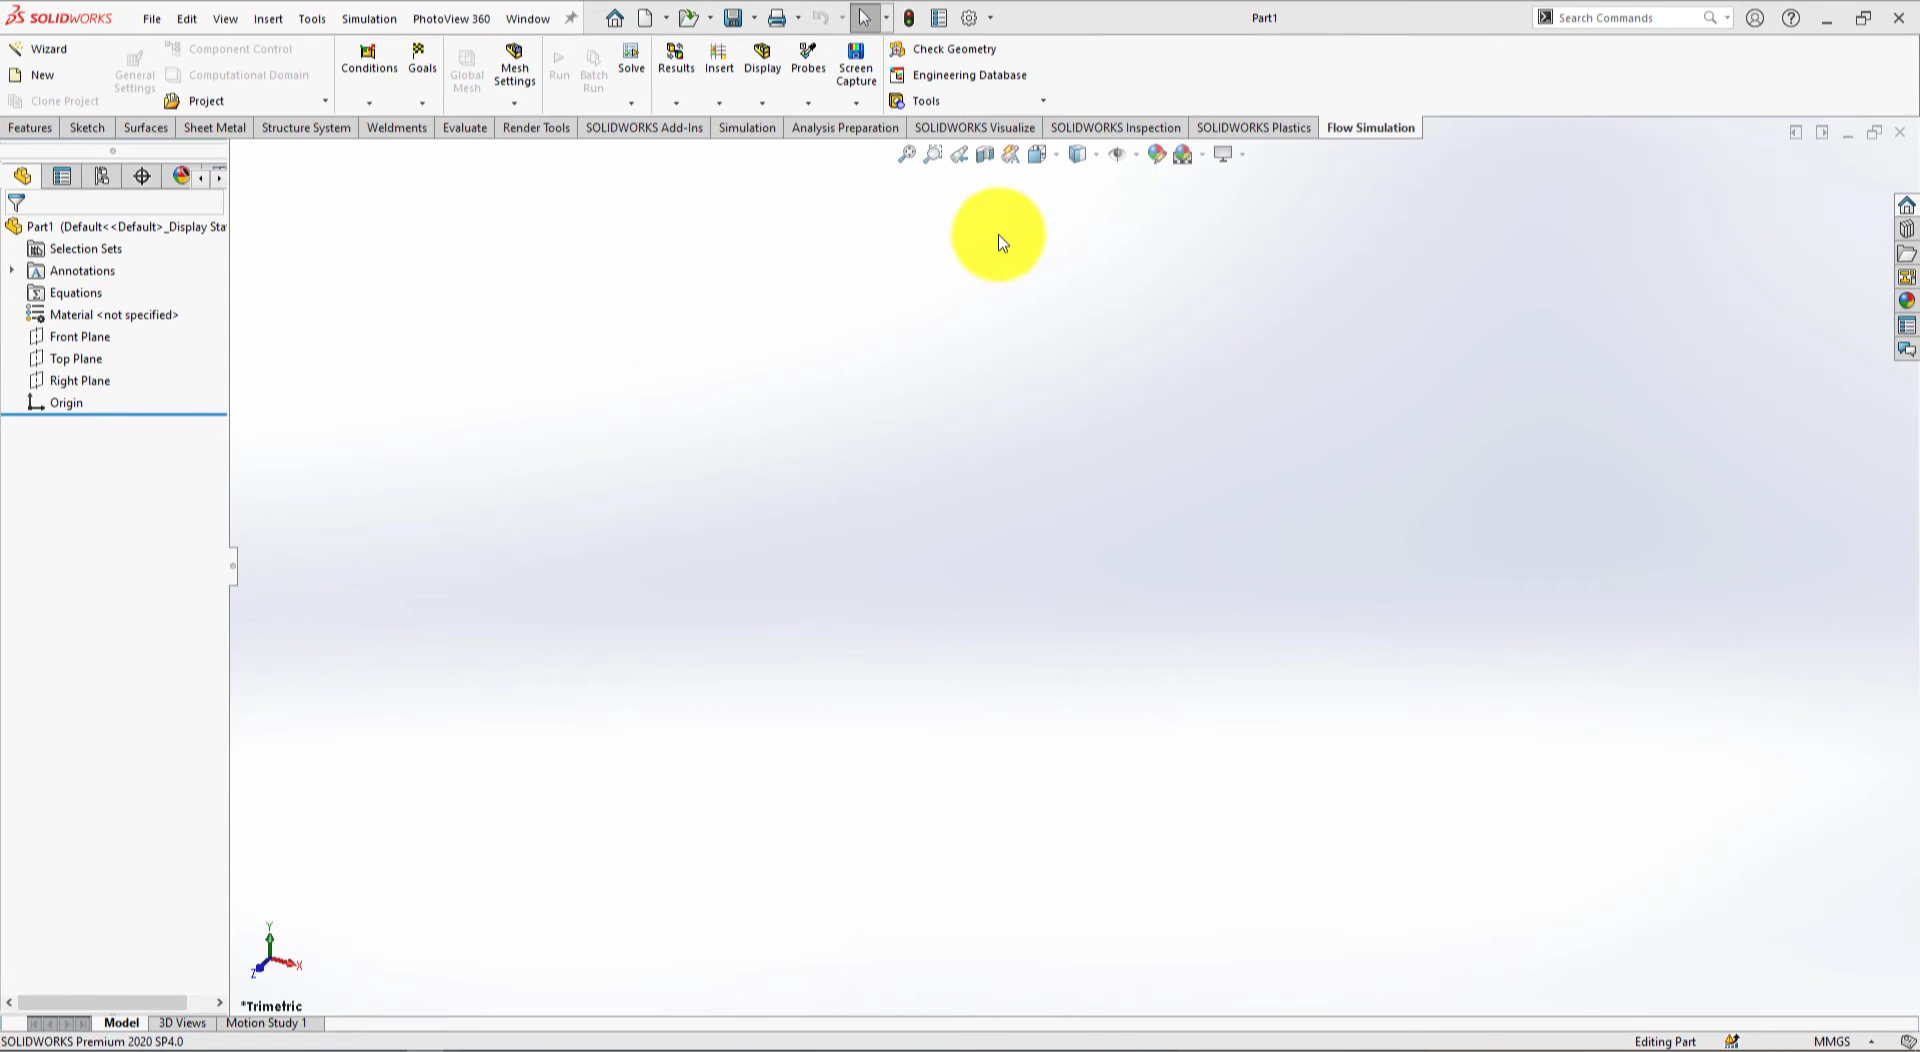 SOLIDWORKS File Edit View Insert Tools Simulation PhotoView 360 Window Part1 Search Commands
Wizard Component Control Check Geometry
New Computational Domain Engineering Database
Clone Project Project Tools
General Settings
Conditions Goals
Global Mesh
Mesh Settings
Run
Batch Run
Solve Results Insert Display Probes
Screen Capture
Features Sketch Surfaces Sheet Metal Structure System Weldments Evaluate Render Tools SOLIDWORKS Add-Ins Simulation Analysis Preparation SOLIDWORKS Visualize SOLIDWORKS Inspection SOLIDWORKS Plastics Flow Simulation
Part1 (Default<<Default>_Display Sta
Selection Sets
Annotations
Equations
Material <not specified>
Front Plane
Top Plane
Right Plane
Origin
Y
Z X
*Trimetric
Model 3D Views Motion Study 1
SOLIDWORKS Premium 2020 SP4.0 Editing Part MMGS